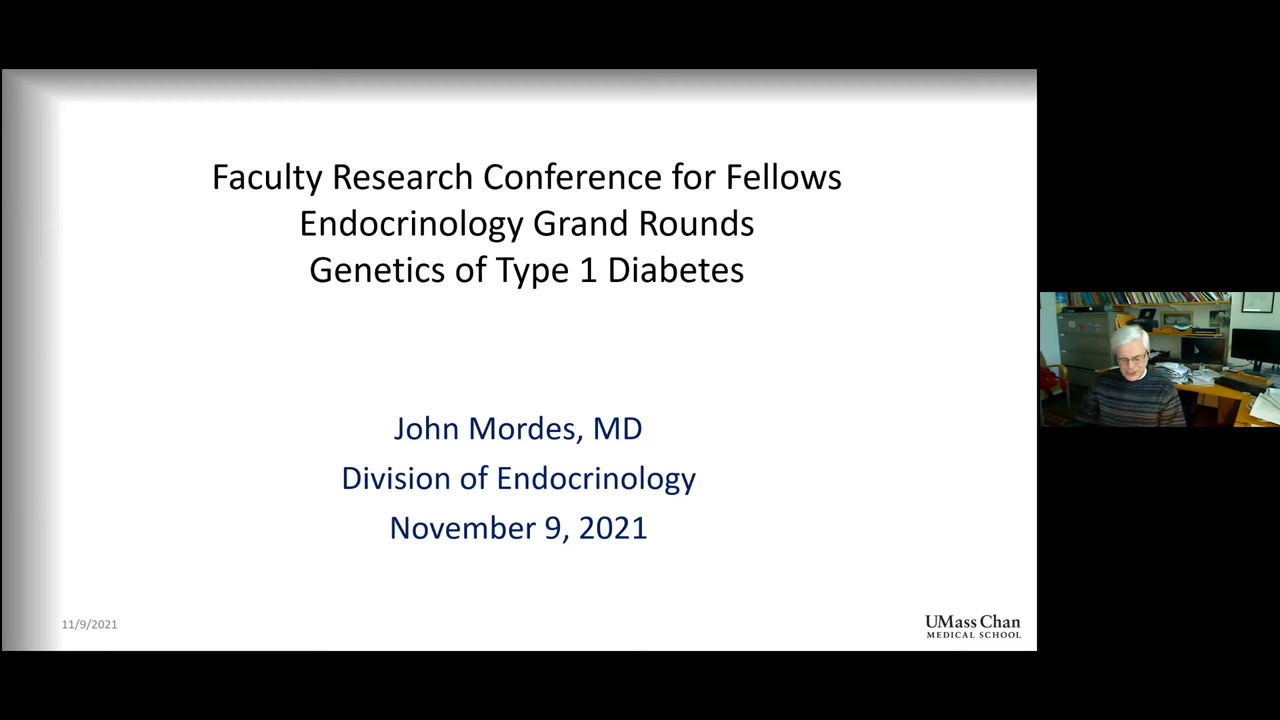 Faculty Research Conference for Fellows
Endocrinology Grand Rounds
Genetics of Type 1 Diabetes
John Mordes, MD
Division of Endocrinology
November 9, 2021
11/9/2021
UMass Chan
MEDICAL SCHOOL